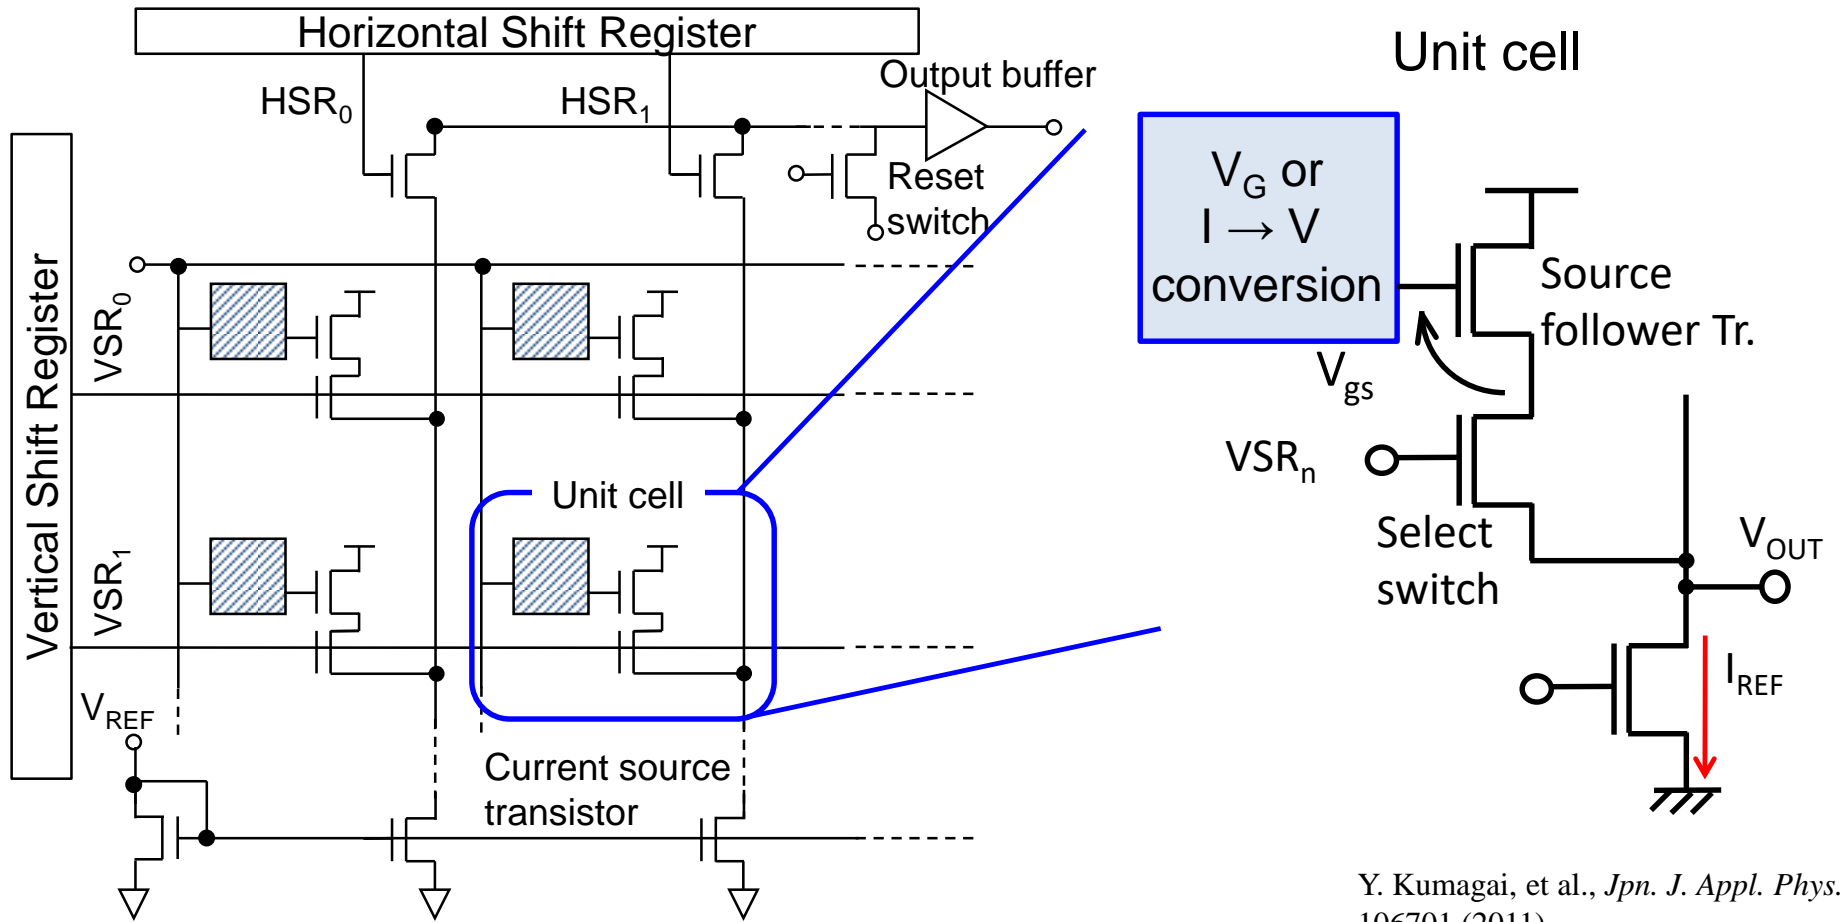 Horizontal Shift Register
Unit cell
Output buffer
HSR0
HSR1
Reset
switch
VG or
I → V
conversion
Source
follower Tr.
Vgs
VSRn
Select
switch
VOUT
IREF
Vertical Shift Register
VSR0
VSR1
Unit cell
VREF
Current source
transistor
Y. Kumagai, et al., Jpn. J. Appl. Phys.
106701 (2011)